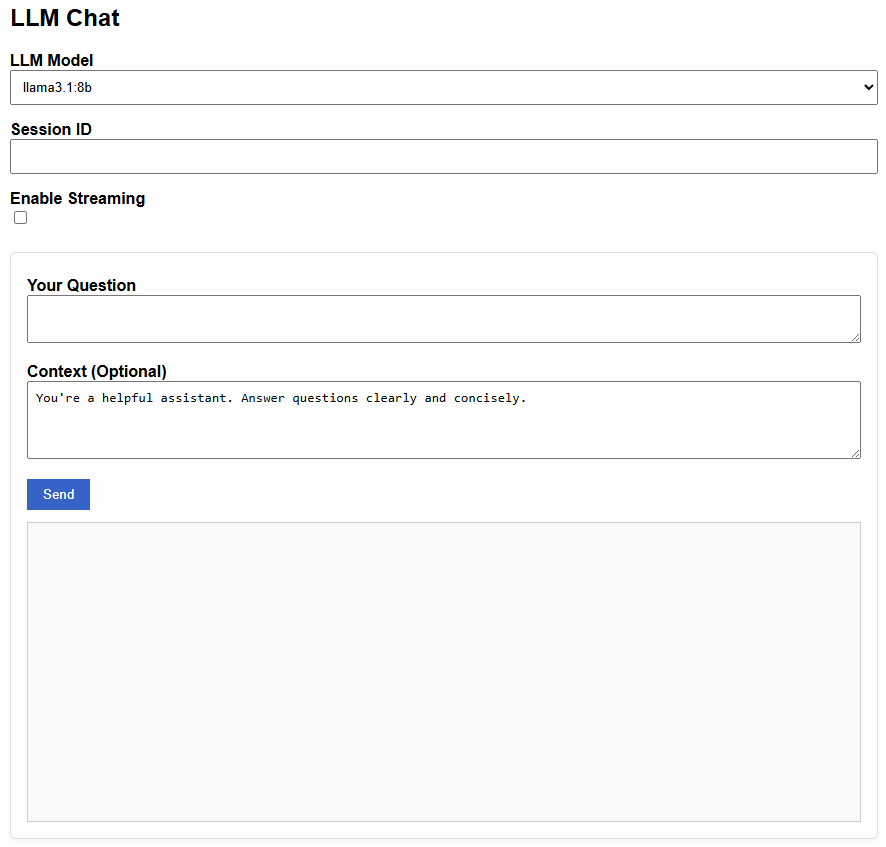 LLM Chat
LLM Model
llama3.1:8b
Session ID
Enable Streaming
Your Question
Context (Optional)
You're a helpful assistant. Answer questions clearly and concisely.
Send